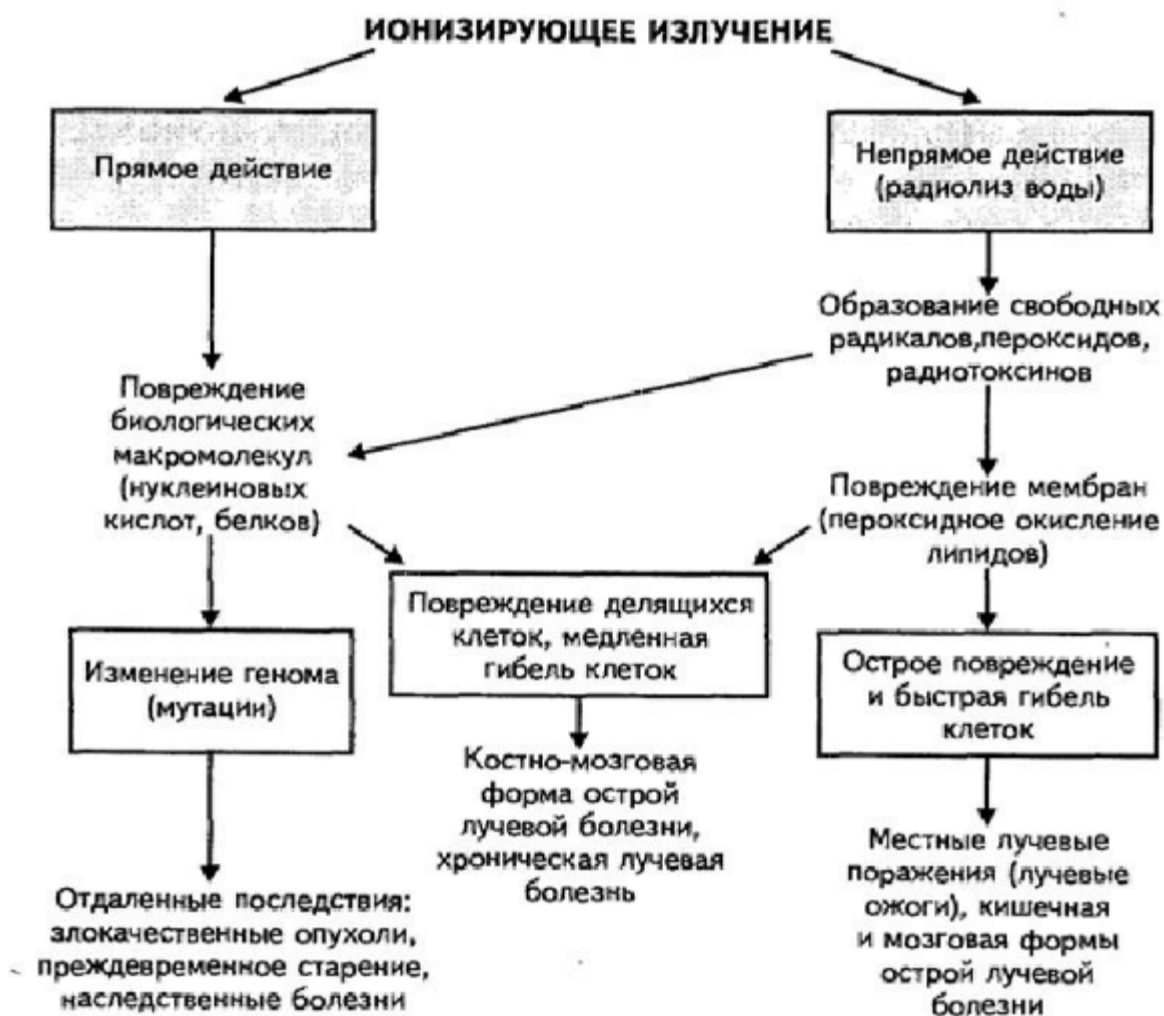 ИОНИЗИРУЮЩЕЕ ИЗЛУЧЕНИЕ
Прямое действие
Непрямое действие
(радиолиз воды)
Образование свободных
радикалов,пероксидов,
радиотоксинов
Повреждение
биологических
макромолекул
(нуклеиновых
кислот, белков)
Повреждение мембран
(пероксидное окисление
липидов)
Повреждение делящихся
клеток, медленная
гибель клеток
Изменение генома
(мутации)
Острое повреждение
и быстрая гибель
клеток
Костно-мозговая
форма острой
лучевой болезни,
хроническая лучевая
болезнь
Местные лучевые
поражения (лучевые
ожоги), кишечная
и мозговая формы
острой лучевой
болезни
Отдаленные последствия:
злокачественные опухоли,
преждевременное старение,
наследственные болезни